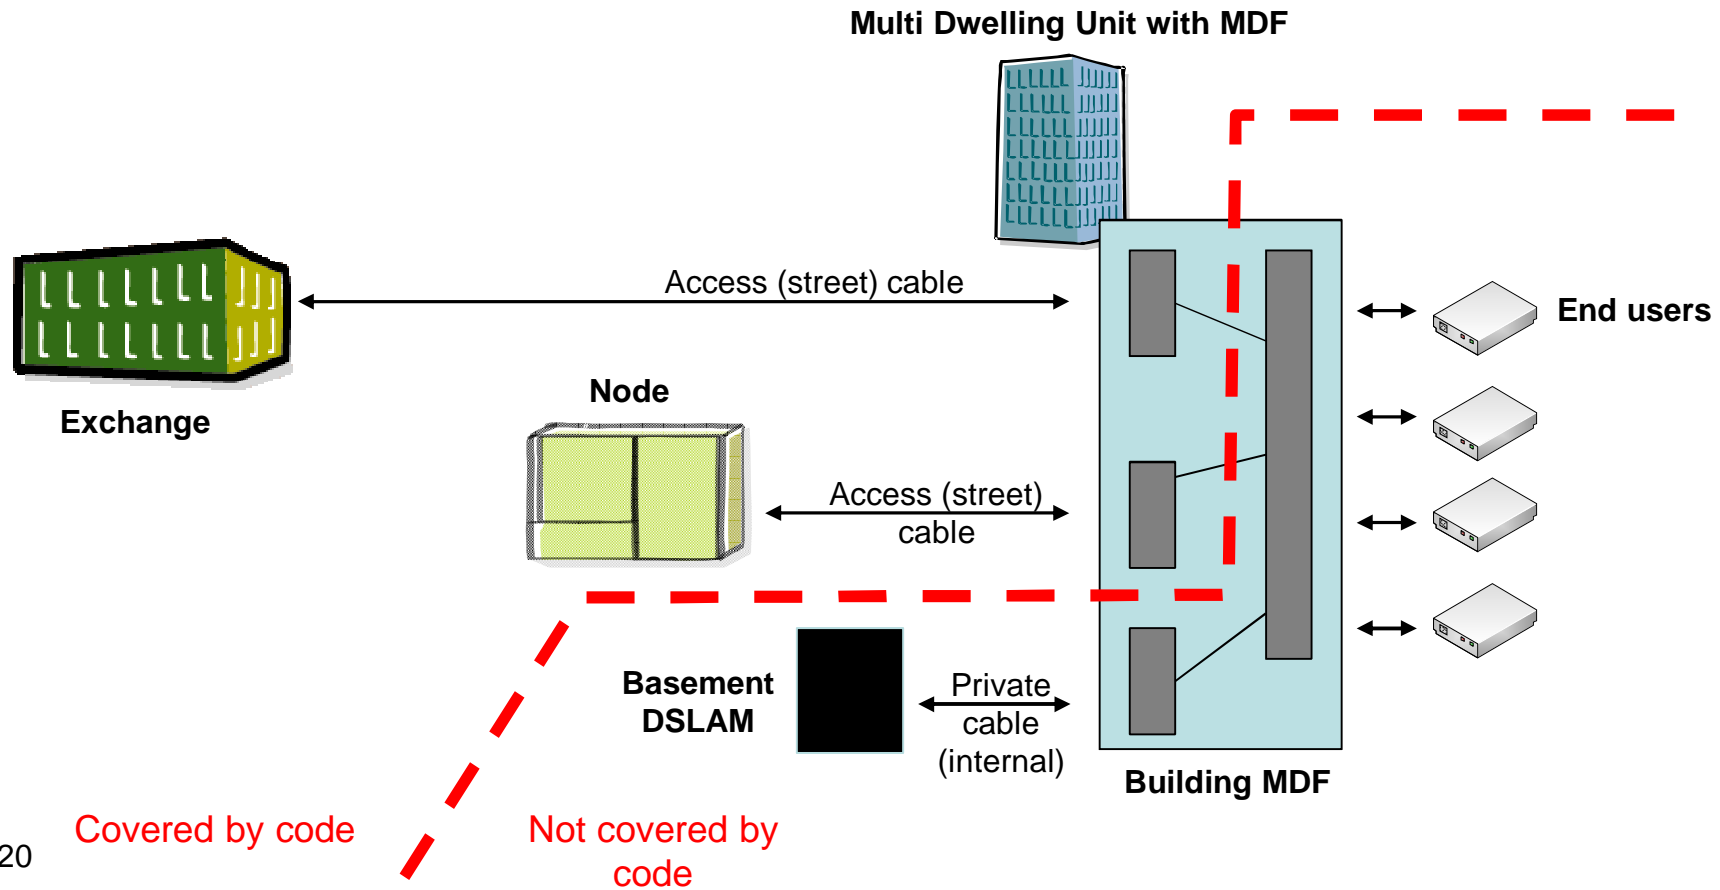 Multi Dwelling Unit with MDF
Access (street) cable
End users
Exchange
Node
Access (street)
cable
Basement
DSLAM
Private
cable
(internal)
Building MDF
Covered by code
Not covered by
code
20